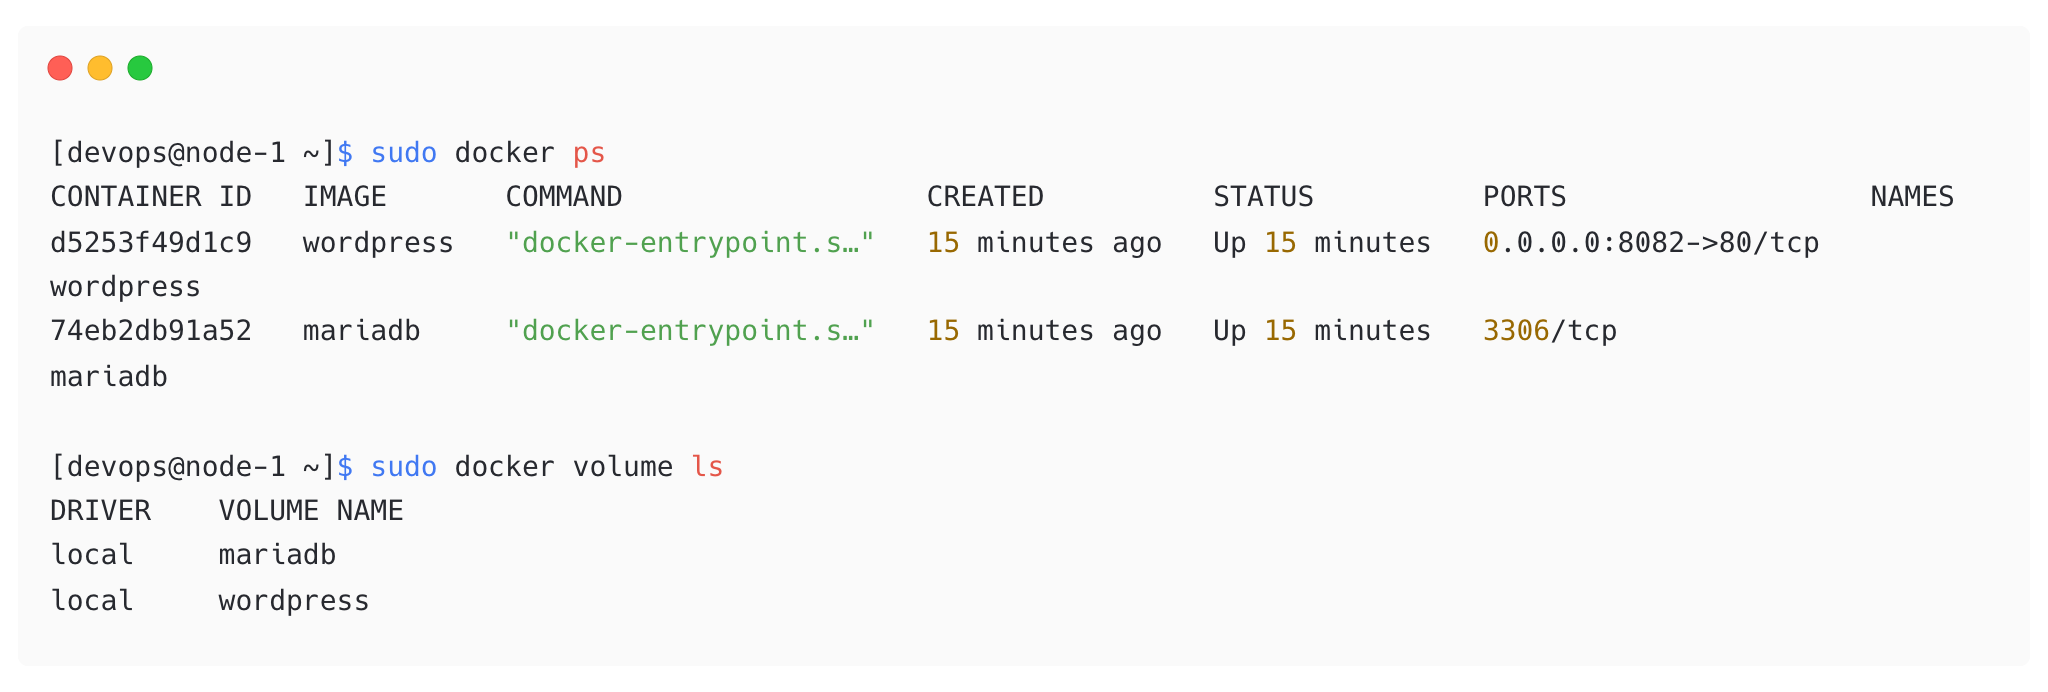 [devops@node-1 ~]$ sudo docker ps
CONTAINER ID   IMAGE       COMMAND                  CREATED          STATUS          PORTS                  NAMES
d5253f49d1c9   wordpress   "docker-entrypoint.s…"   15 minutes ago   Up 15 minutes   0.0.0.0:8082->80/tcp
wordpress
74eb2db91a52   mariadb     "docker-entrypoint.s…"   15 minutes ago   Up 15 minutes   3306/tcp
mariadb
[devops@node-1 ~]$ sudo docker volume ls
DRIVER    VOLUME NAME
local     mariadb
local     wordpress